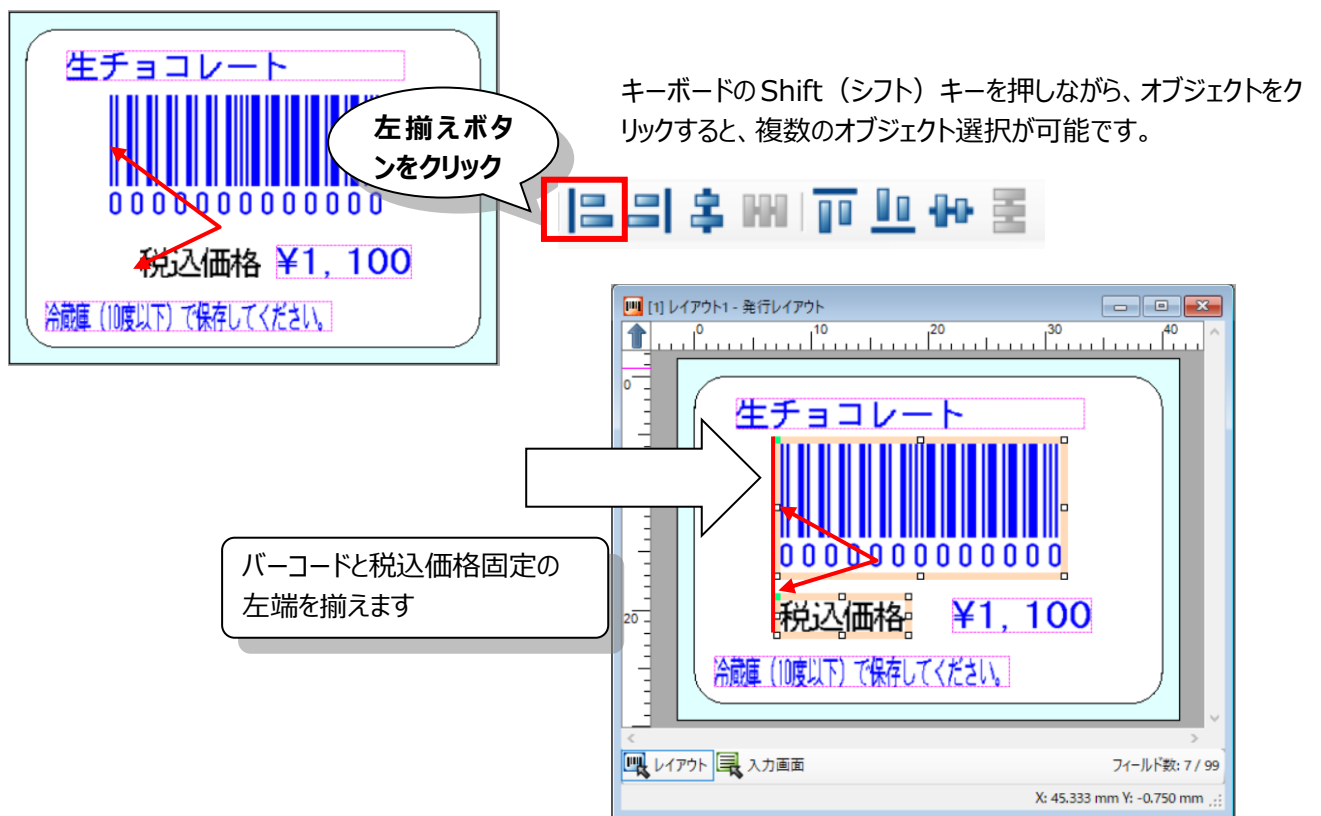 生チョコレート
0000000000000
税込価格 ¥1, 100
冷蔵庫（10度以下）で保存してください。
左揃えボタ
ンをクリック
キーボードのShift（シフト）キーを押しながら、オブジェクトをク
リックすると、複数のオブジェクト選択が可能です。
[1] レイアウト1 - 発行レイアウト
0 10 20 30 40
0
20
生チョコレート
0000000000000
税込価格 ¥1, 100
冷蔵庫（10度以下）で保存してください。
バーコードと税込価格固定の
左端を揃えます
レイアウト 入力画面 フィールド数: 7 / 99
X: 45.333 mm Y: -0.750 mm